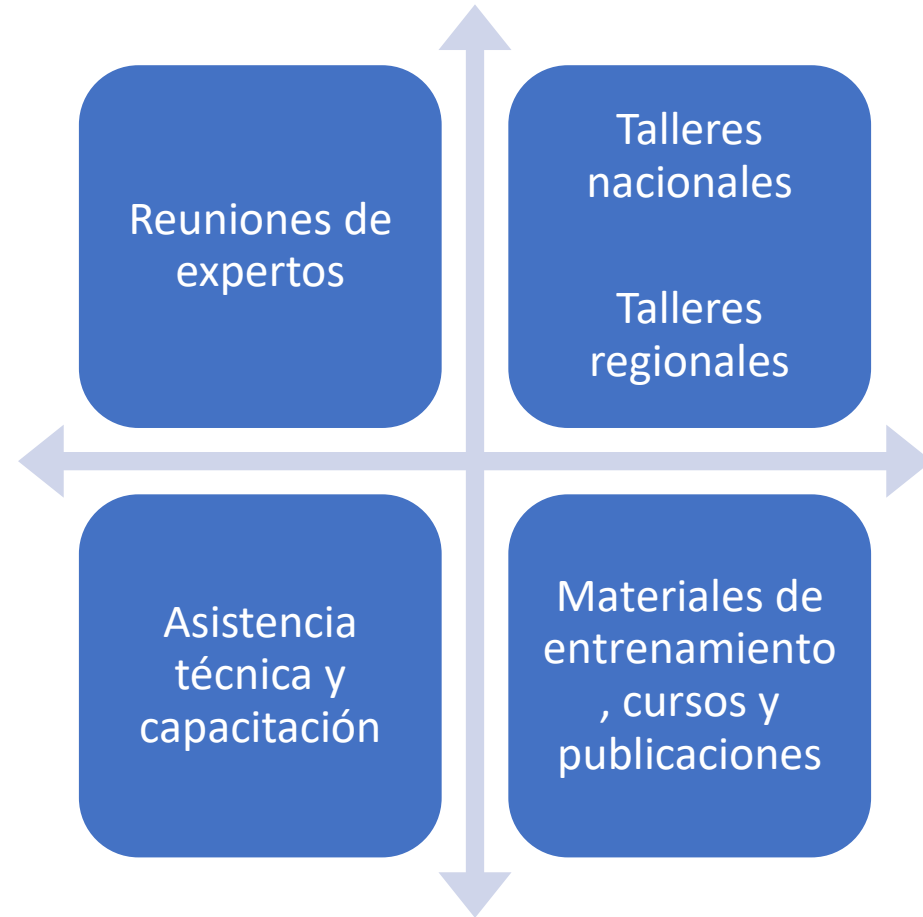 Reuniones de
expertos
Talleres
nacionales
Talleres
regionales
Asistencia
técnica y
capacitación
Materiales de
entrenamiento
, cursos y
publicaciones